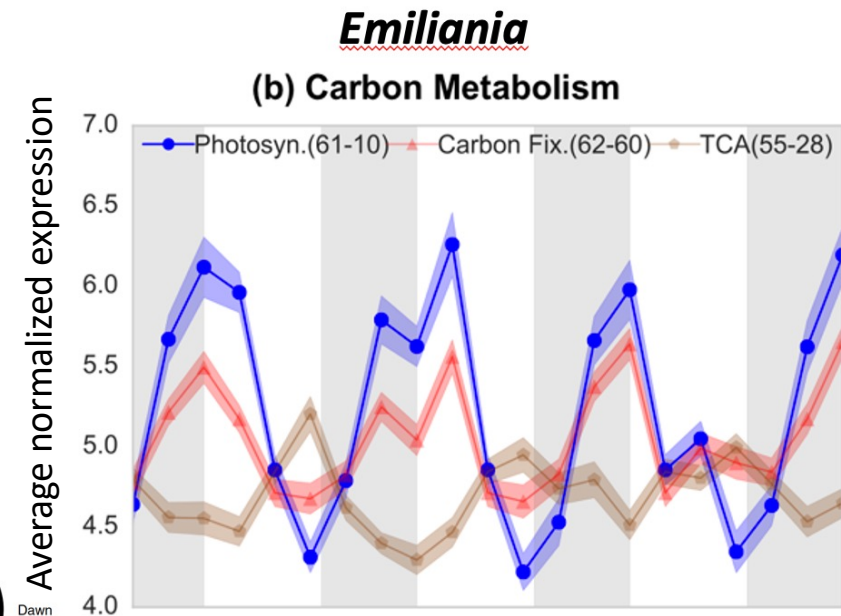 Emiliania
(b) Carbon Metabolism
Average normalized expression
7.0
Photosyn.(61-10) Carbon Fix.(62-60) TCA(55-28)
6.5
6.0
5.5
5.0
4.5
4.0
Dawn